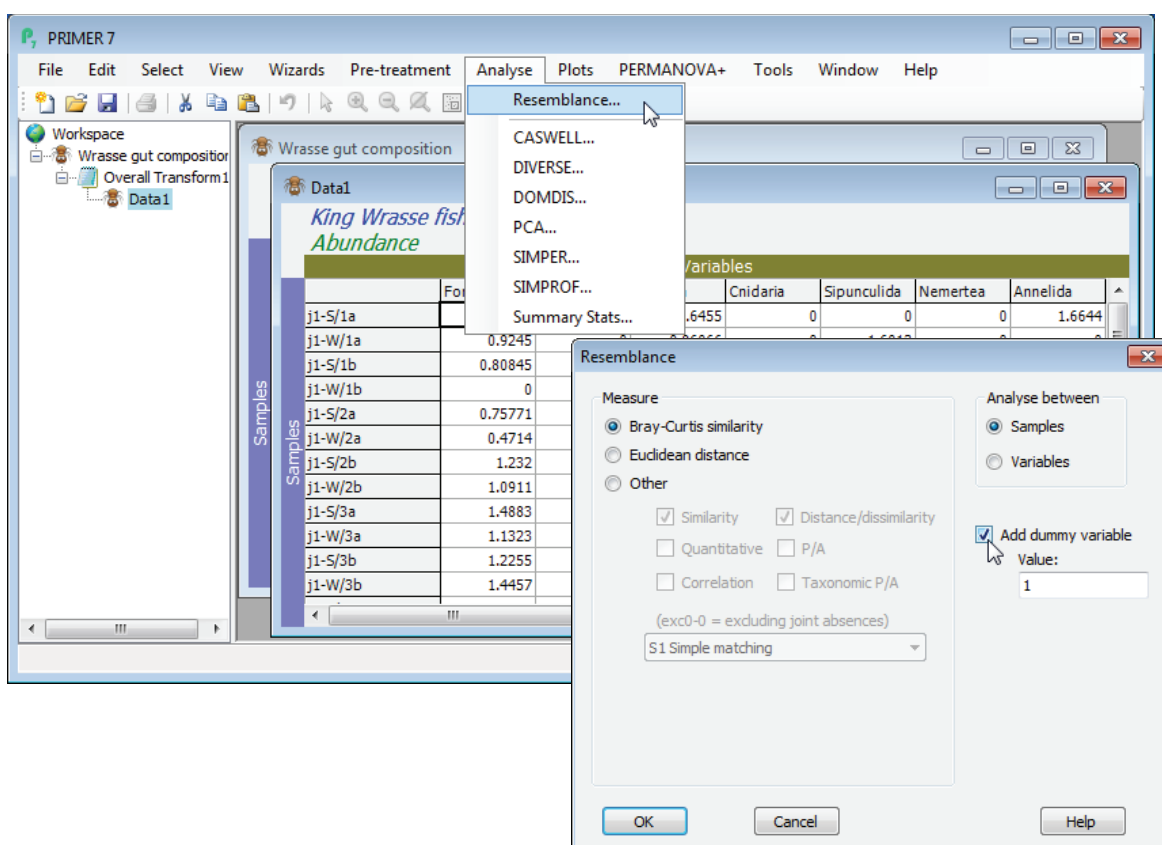 PRIMER 7
File Edit Select View Wizards Pre-treatment Analyse Plots PERMANOVA+ Tools Window Help
Resemblance...
CASWELL...
DIVERSE...
DOMDIS...
PCA...
SIMPER...
SIMPROF...
Summary Stats...
Workspace
Wrasse gut composition
Overall Transform1
Data1
Wrasse gut composition
Data1
King Wrasse fish
Abundance
Variables
Samples
Samples
For Cnidaria Sipunculida Nemertea Annelida
j1-S/1a .6455 0 0 0 1.6644
j1-W/1a 0.9245
j1-S/1b 0.80845
j1-W/1b 0
j1-S/2a 0.75771
j1-W/2a 0.4714
j1-S/2b 1.232
j1-W/2b 1.0911
j1-S/3a 1.4883
j1-W/3a 1.1323
j1-S/3b 1.2255
j1-W/3b 1.4457
Resemblance
Measure
Bray-Curtis similarity
Euclidean distance
Other
Similarity Distance/dissimilarity
Quantitative P/A
Correlation Taxonomic P/A
(exc0-0 = excluding joint absences)
S1 Simple matching
Analyse between
Samples
Variables
Add dummy variable
Value:
1
OK Cancel Help